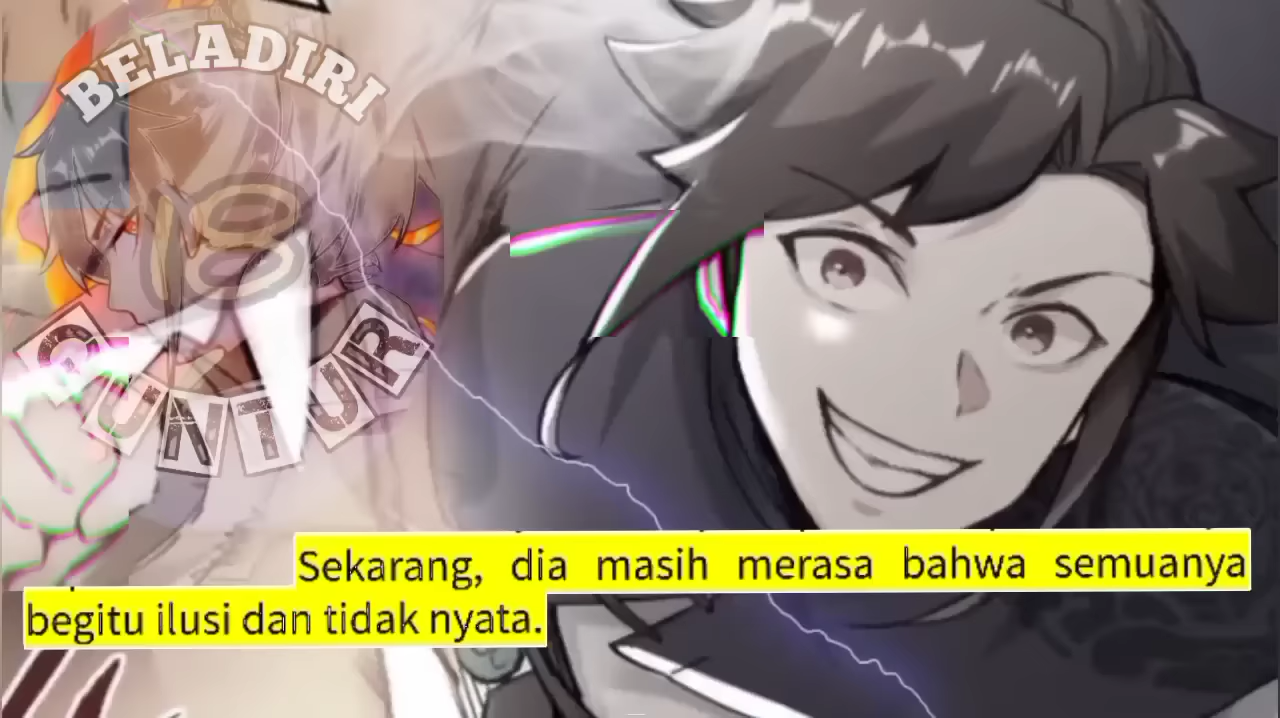 BELADIRI
GUNTUR
Sekarang, dia masih merasa bahwa semuanya
begitu ilusi dan tidak nyata.